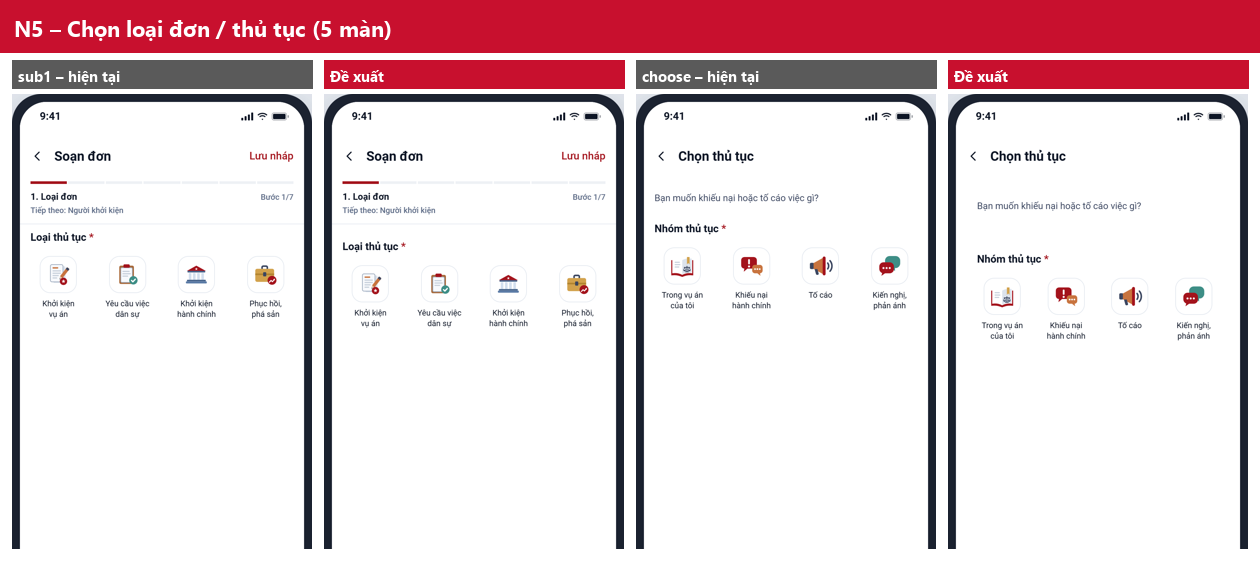 N5 – Chọn loại đơn / thủ tục (5 màn)
sub1 – hiện tại
9:41
Soạn đơn
Lưu nháp
1. Loại đơn
Bước 1/7
Tiếp theo: Người khởi kiện
Loại thủ tục *
Khởi kiện
vụ án
Yêu cầu việc
dân sự
Khởi kiện
hành chính
Phục hồi,
phá sản
Đề xuất
9:41
Soạn đơn
Lưu nháp
1. Loại đơn
Bước 1/7
Tiếp theo: Người khởi kiện
Loại thủ tục *
Khởi kiện
vụ án
Yêu cầu việc
dân sự
Khởi kiện
hành chính
Phục hồi,
phá sản
choose – hiện tại
9:41
Chọn thủ tục
Bạn muốn khiếu nại hoặc tố cáo việc gì?
Nhóm thủ tục *
Trong vụ án
của tôi
Khiếu nại
hành chính
Tố cáo
Kiến nghị,
phản ánh
Đề xuất
9:41
Chọn thủ tục
Bạn muốn khiếu nại hoặc tố cáo việc gì?
Nhóm thủ tục *
Trong vụ án
của tôi
Khiếu nại
hành chính
Tố cáo
Kiến nghị,
phản ánh